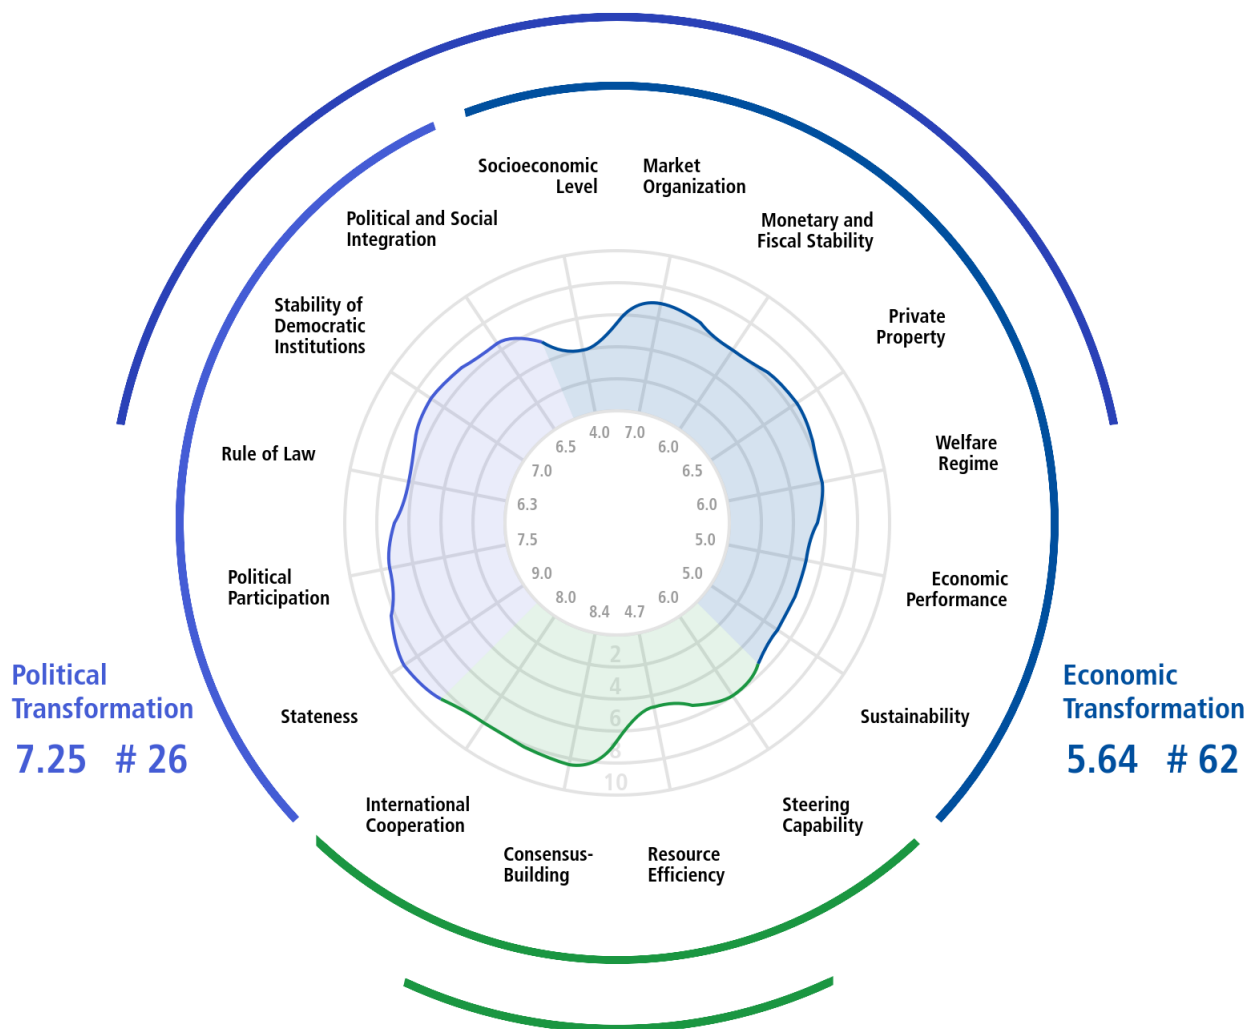 Socioeconomic
Level
Market
Organization
Political and Social
Integration
Monetary and
Fiscal Stability
Stability of
Democratic
Institutions
Private
Property
Rule of Law
Welfare
Regime
Political
Participation
Economic
Performance
Stateness
Sustainability
International
Cooperation
Consensus-
Building
Resource
Efficiency
Steering
Capability
4.0
7.0
6.5
6.0
7.0
6.5
6.3
6.0
7.5
5.0
9.0
5.0
8.0
6.0
8.4
4.7
2
4
6
8
10
Political
Transformation
7.25 # 26
Economic
Transformation
5.64 # 62